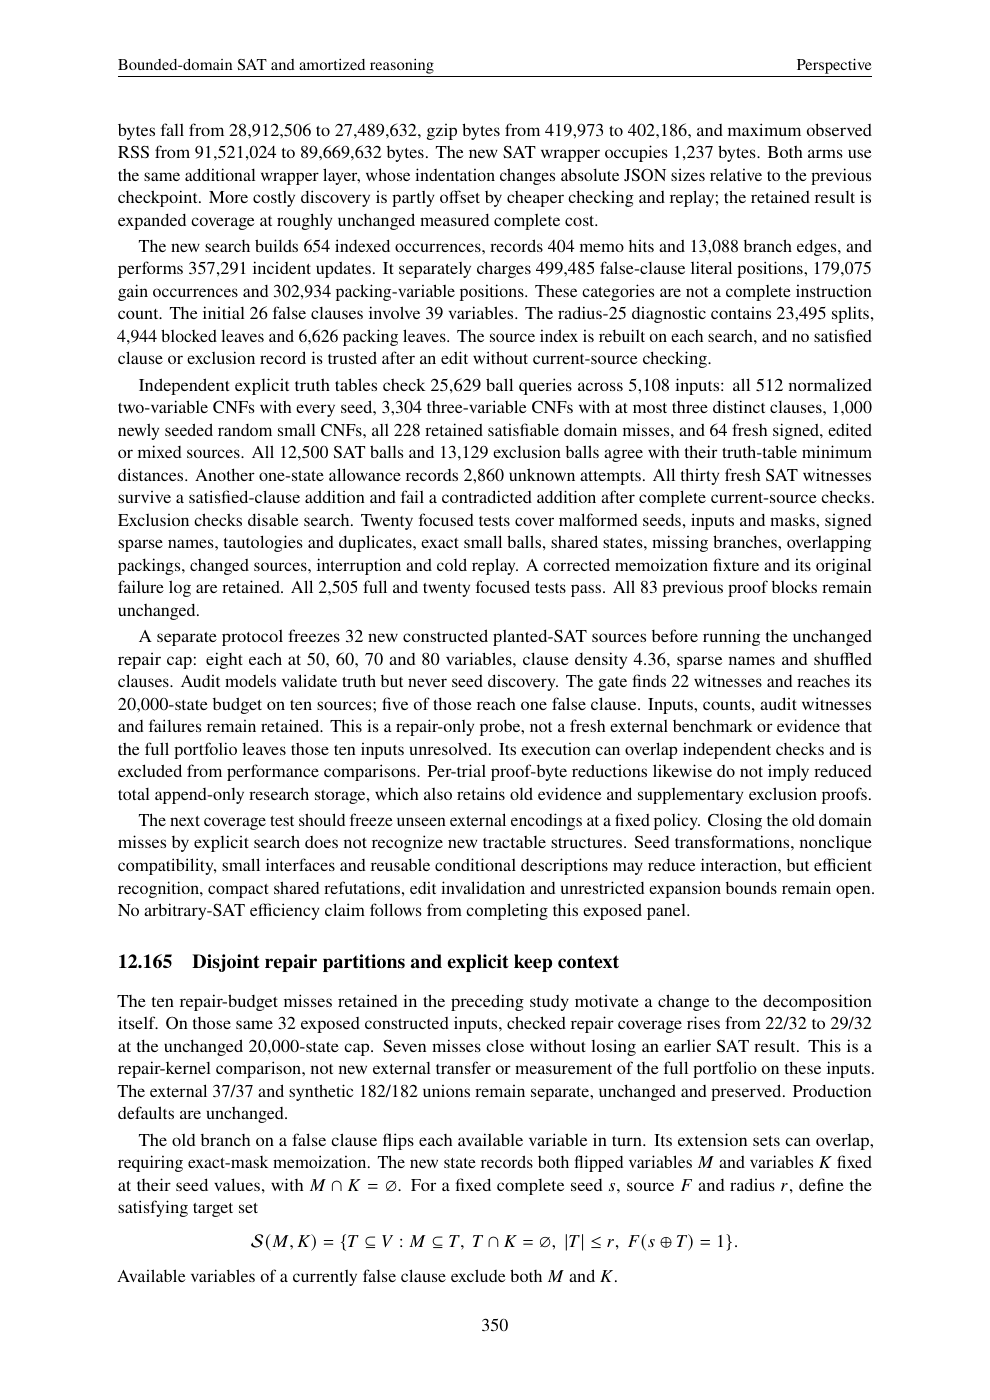 Bounded-domain SAT and amortized reasoning Perspective
bytes fall from 28,912,506 to 27,489,632, gzip bytes from 419,973 to 402,186, and maximum observed
RSS from 91,521,024 to 89,669,632 bytes. The new SAT wrapper occupies 1,237 bytes. Both arms use
the same additional wrapper layer, whose indentation changes absolute JSON sizes relative to the previous
checkpoint. More costly discovery is partly offset by cheaper checking and replay; the retained result is
expanded coverage at roughly unchanged measured complete cost.
The new search builds 654 indexed occurrences, records 404 memo hits and 13,088 branch edges, and
performs 357,291 incident updates. It separately charges 499,485 false-clause literal positions, 179,075
gain occurrences and 302,934 packing-variable positions. These categories are not a complete instruction
count. The initial 26 false clauses involve 39 variables. The radius-25 diagnostic contains 23,495 splits,
4,944 blocked leaves and 6,626 packing leaves. The source index is rebuilt on each search, and no satisfied
clause or exclusion record is trusted after an edit without current-source checking.
Independent explicit truth tables check 25,629 ball queries across 5,108 inputs: all 512 normalized
two-variable CNFs with every seed, 3,304 three-variable CNFs with at most three distinct clauses, 1,000
newly seeded random small CNFs, all 228 retained satisfiable domain misses, and 64 fresh signed, edited
or mixed sources. All 12,500 SAT balls and 13,129 exclusion balls agree with their truth-table minimum
distances. Another one-state allowance records 2,860 unknown attempts. All thirty fresh SAT witnesses
survive a satisfied-clause addition and fail a contradicted addition after complete current-source checks.
Exclusion checks disable search. Twenty focused tests cover malformed seeds, inputs and masks, signed
sparse names, tautologies and duplicates, exact small balls, shared states, missing branches, overlapping
packings, changed sources, interruption and cold replay. A corrected memoization fixture and its original
failure log are retained. All 2,505 full and twenty focused tests pass. All 83 previous proof blocks remain
unchanged.
A separate protocol freezes 32 new constructed planted-SAT sources before running the unchanged
repair cap: eight each at 50, 60, 70 and 80 variables, clause density 4.36, sparse names and shuffled
clauses. Audit models validate truth but never seed discovery. The gate finds 22 witnesses and reaches its
20,000-state budget on ten sources; five of those reach one false clause. Inputs, counts, audit witnesses
and failures remain retained. This is a repair-only probe, not a fresh external benchmark or evidence that
the full portfolio leaves those ten inputs unresolved. Its execution can overlap independent checks and is
excluded from performance comparisons. Per-trial proof-byte reductions likewise do not imply reduced
total append-only research storage, which also retains old evidence and supplementary exclusion proofs.
The next coverage test should freeze unseen external encodings at a fixed policy. Closing the old domain
misses by explicit search does not recognize new tractable structures. Seed transformations, nonclique
compatibility, small interfaces and reusable conditional descriptions may reduce interaction, but efficient
recognition, compact shared refutations, edit invalidation and unrestricted expansion bounds remain open.
No arbitrary-SAT efficiency claim follows from completing this exposed panel.
12.165 Disjoint repair partitions and explicit keep context
The ten repair-budget misses retained in the preceding study motivate a change to the decomposition
itself. On those same 32 exposed constructed inputs, checked repair coverage rises from 22/32 to 29/32
at the unchanged 20,000-state cap. Seven misses close without losing an earlier SAT result. This is a
repair-kernel comparison, not new external transfer or measurement of the full portfolio on these inputs.
The external 37/37 and synthetic 182/182 unions remain separate, unchanged and preserved. Production
defaults are unchanged.
The old branch on a false clause flips each available variable in turn. Its extension sets can overlap,
requiring exact-mask memoization. The new state records both flipped variables M and variables K fixed
at their seed values, with M ∩ K = ∅. For a fixed complete seed s, source F and radius r, define the
satisfying target set
S(M, K) = {T ⊆ V : M ⊆ T, T ∩ K = ∅, |T| ≤ r, F(s ⊕ T) = 1}.
Available variables of a currently false clause exclude both M and K.
350